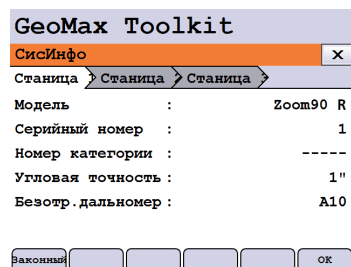 GeoMax Toolkit
СисИнфо X
Станица Станица Станица
Модель : Zoom90 R
Серийный номер : 1
Номер категории : -----
Угловая точность : 1"
Безотр.дальномер : A10
Законный ОК